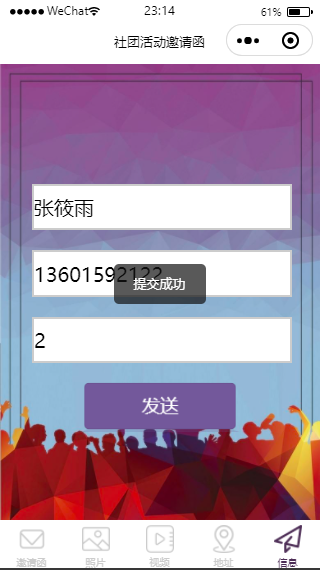 WeChat 23:14 61%
社团活动邀请函
张筱雨
13601592122
提交成功
2
发送
邀请函 照片 视频 地址 信息